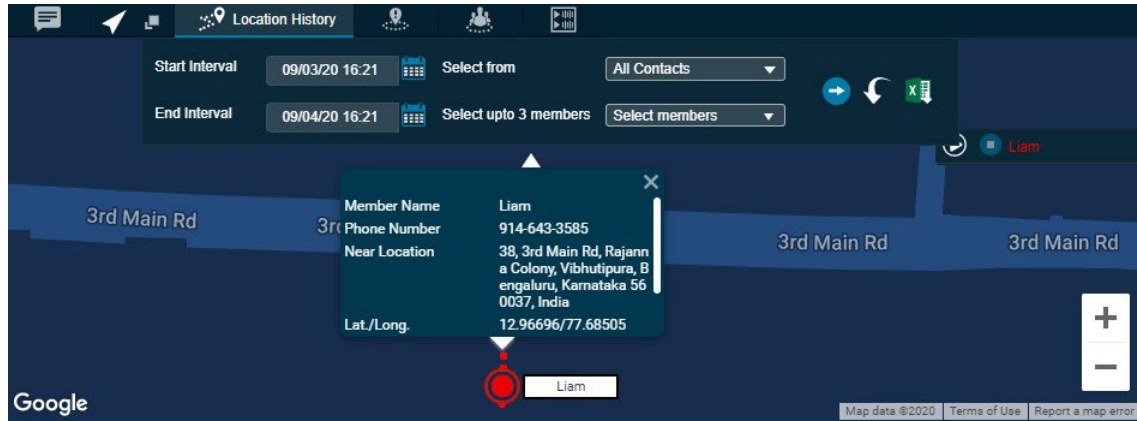 Location History
Start Interval 09/03/20 16:21 Select from All Contacts
End Interval 09/04/20 16:21 Select upto 3 members Select members
Liam
3rd Main Rd
3r
3rd Main Rd
3rd Main Rd
Member Name Liam
Phone Number 914-643-3585
Near Location 38, 3rd Main Rd, Rajann
a Colony, Vibhutipura, B
engaluru, Karnataka 56
0037, India
Lat./Long. 12.96696/77.68505
Liam
Google
Map data ©2020 Terms of Use Report a map error